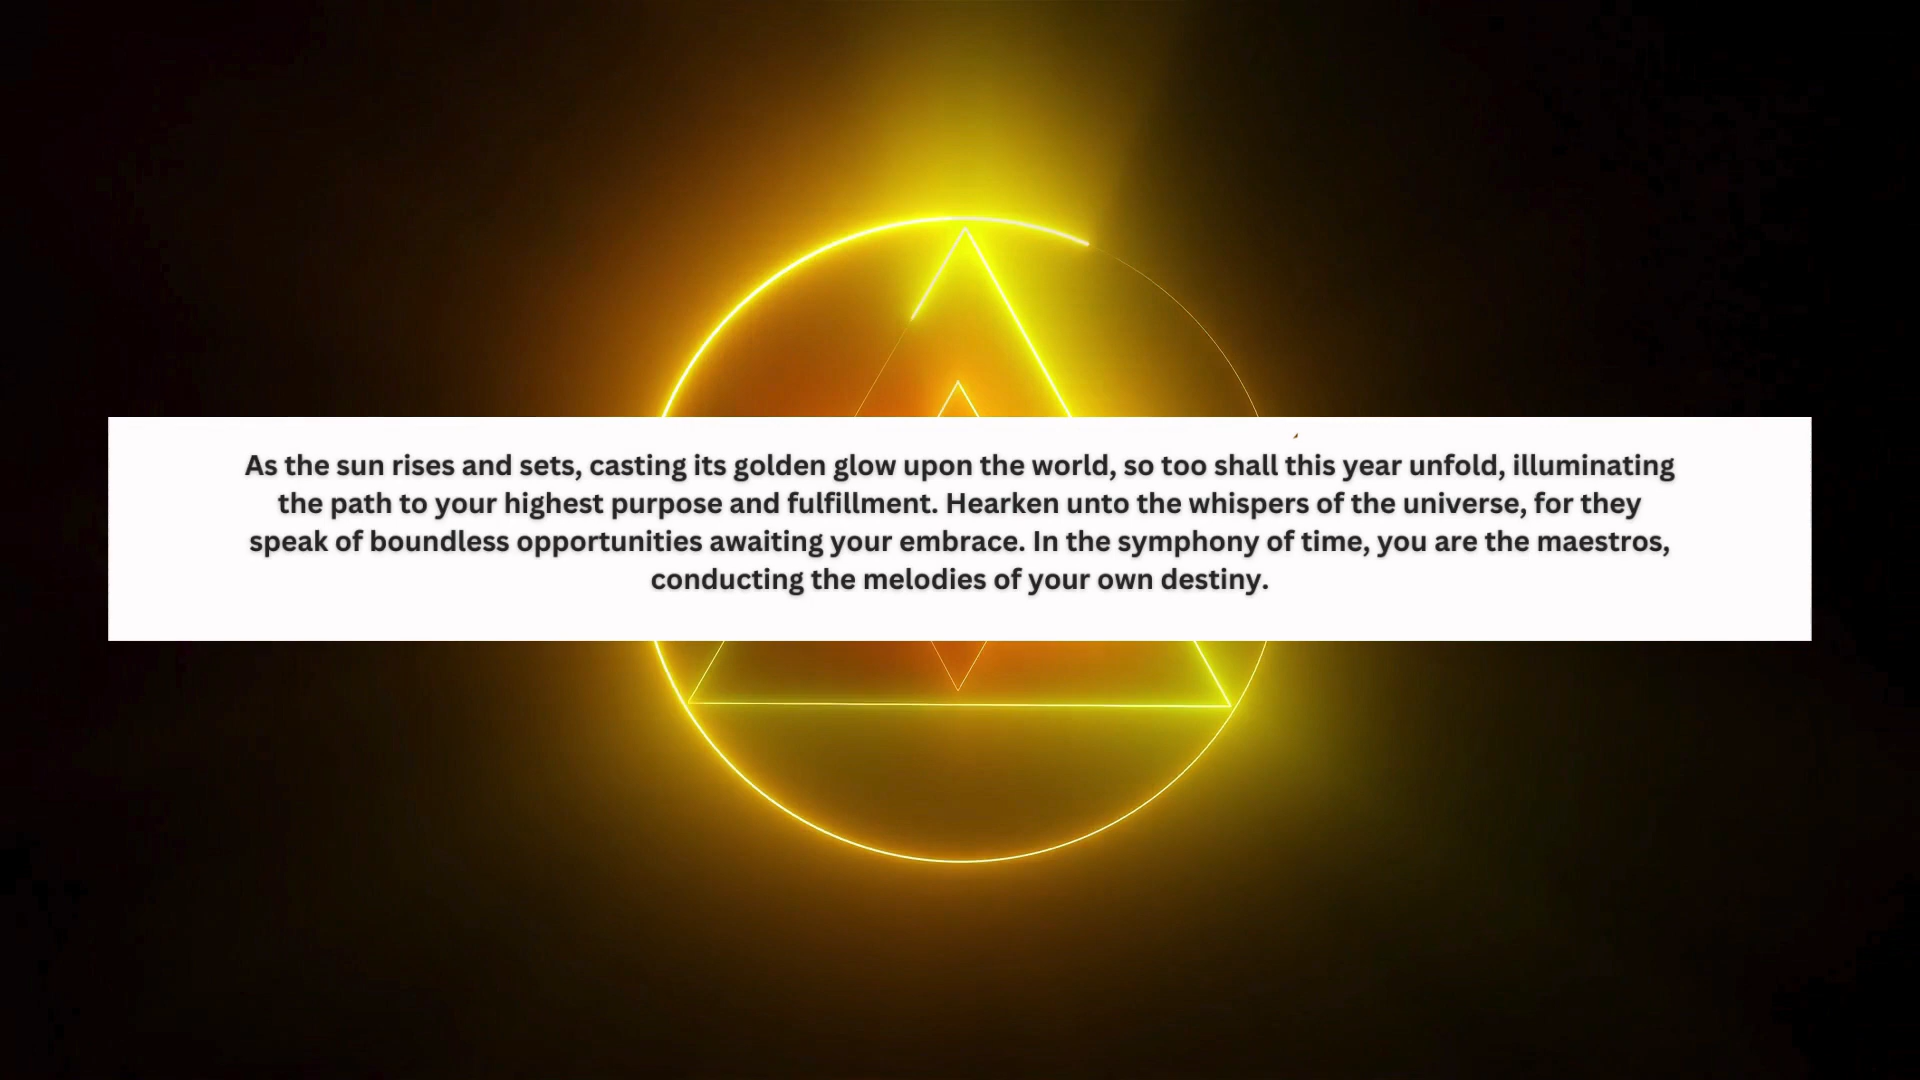 As the sun rises and sets, casting its golden glow upon the world, so too shall this year unfold, illuminating
the path to your highest purpose and fulfillment. Hearken unto the whispers of the universe, for they
speak of boundless opportunities awaiting your embrace. In the symphony of time, you are the maestros,
conducting the melodies of your own destiny.